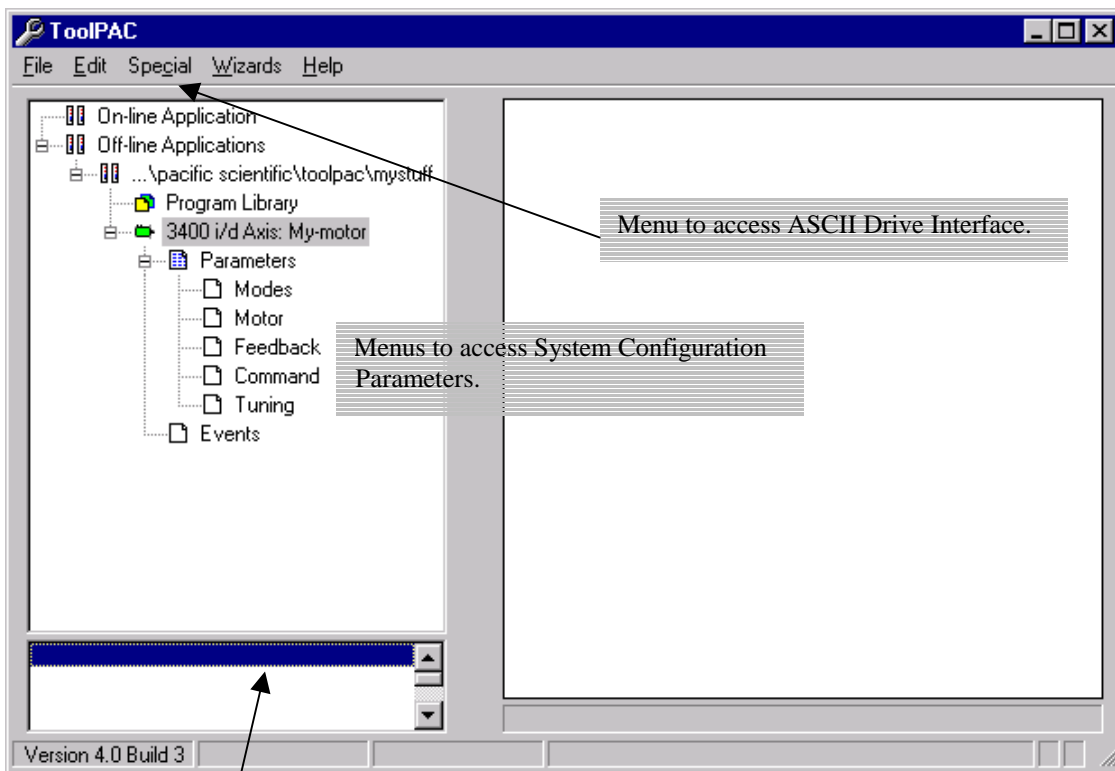 ToolPAC
File Edit Special Wizards Help
On-line Application
Off-line Applications
...\pacific scientific\toolpac\mystuff
Program Library
3400 i/d Axis: My-motor
Parameters
Modes
Motor
Feedback
Command
Tuning
Events
Menu to access ASCII Drive Interface.
Menus to access System Configuration
Parameters.
Version 4.0 Build 3